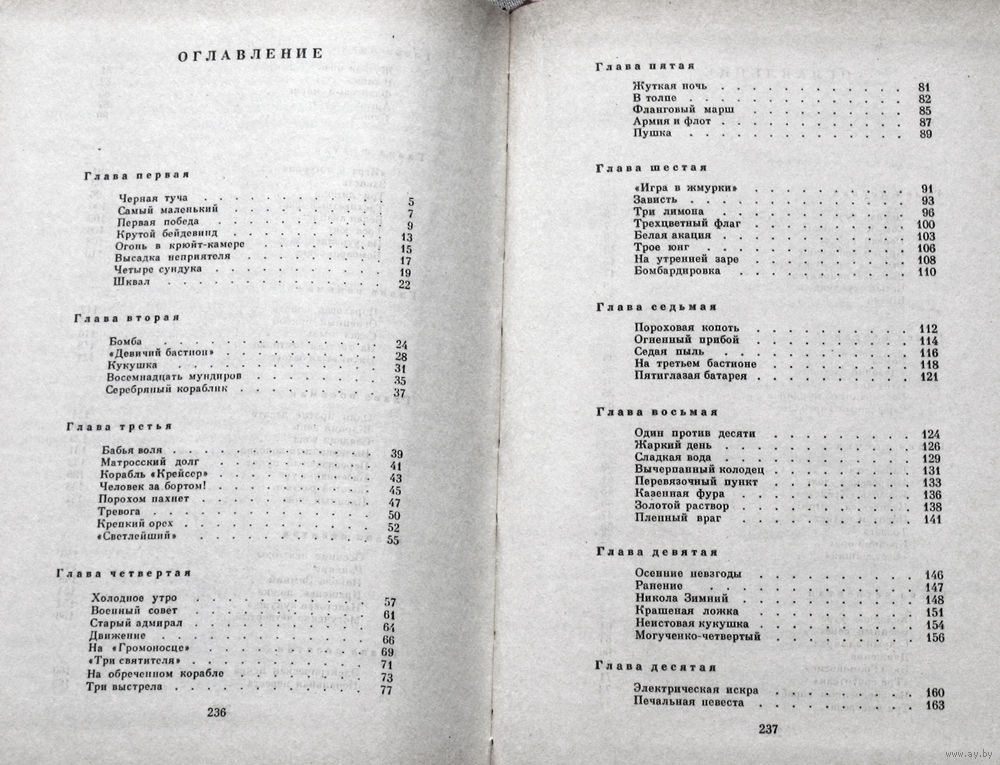 ОГЛАВЛЕНИЕ
Глава первая
Черная туча . . . . . . . . . . . . 5
Самый маленький . . . . . . . . . . 7
Первая победа . . . . . . . . . . . 9
Крутой бейдевинд . . . . . . . . . . 13
Огонь в крюйт-камере . . . . . . . . 15
Высадка неприятеля . . . . . . . . . 17
Четыре сундука . . . . . . . . . . . 19
Шквал . . . . . . . . . . . . . . 22
Глава вторая
Бомба . . . . . . . . . . . . . . 24
«Девичий бастион» . . . . . . . . . . 28
Кукушка . . . . . . . . . . . . . 31
Восемнадцать мундиров . . . . . . . . 35
Серебряный кораблик . . . . . . . . . 37
Глава третья
Бабья воля . . . . . . . . . . . . 39
Матросский долг . . . . . . . . . . 41
Корабль «Крейсер» . . . . . . . . . . 43
Человек за бортом! . . . . . . . . . . 45
Порохом пахнет . . . . . . . . . . . 47
Тревога . . . . . . . . . . . . . 50
Крепкий орех . . . . . . . . . . . 52
«Светлейший» . . . . . . . . . . . 55
Глава четвертая
Холодное утро . . . . . . . . . . . 57
Военный совет . . . . . . . . . . . 61
Старый адмирал . . . . . . . . . . . 64
Движение . . . . . . . . . . . . . 66
На «Громоносце» . . . . . . . . . . 69
«Три святителя» . . . . . . . . . . . 71
На обреченном корабле . . . . . . . . 73
Три выстрела . . . . . . . . . . . . 77
236
Глава пятая
Жуткая ночь . . . . . . . . . . . . 81
В толпе . . . . . . . . . . . . . 82
Фланговый марш . . . . . . . . . . 85
Армия и флот . . . . . . . . . . . . 87
Пушка . . . . . . . . . . . . . 89
Глава шестая
«Игра в жмурки» . . . . . . . . . . 91
Зависть . . . . . . . . . . . . . 93
Три лимона . . . . . . . . . . . . 96
Трехцветный флаг . . . . . . . . . . 100
Белая акация . . . . . . . . . . . . 103
Трое юнг . . . . . . . . . . . . 106
На утренней заре . . . . . . . . . . 108
Бомбардировка . . . . . . . . . . . 110
Глава седьмая
Пороховая копоть . . . . . . . . . . 112
Огненный прибой . . . . . . . . . . 114
Седая пыль . . . . . . . . . . . . 116
На третьем бастионе . . . . . . . . . 118
Пятиглазая батарея . . . . . . . . . . 121
Глава восьмая
Один против десяти . . . . . . . . . 124
Жаркий день . . . . . . . . . . . . 126
Сладкая вода . . . . . . . . . . . . 129
Вычерпанный колодец . . . . . . . . . 131
Перевязочный пункт . . . . . . . . . 133
Казенная фура . . . . . . . . . . . 136
Золотой раствор . . . . . . . . . . . 138
Пленный враг . . . . . . . . . . . 141
Глава девятая
Осенние невзгоды . . . . . . . . . . 146
Ранение . . . . . . . . . . . . . 147
Никола Зимний . . . . . . . . . . . 148
Крашеная ложка . . . . . . . . . . . 151
Неистовая кукушка . . . . . . . . . . 154
Могученко-четвертый . . . . . . . . . 156
Глава десятая
Электрическая искра . . . . . . . . . 160
Печальная невеста . . . . . . . . . . 163
237
www.ay.by